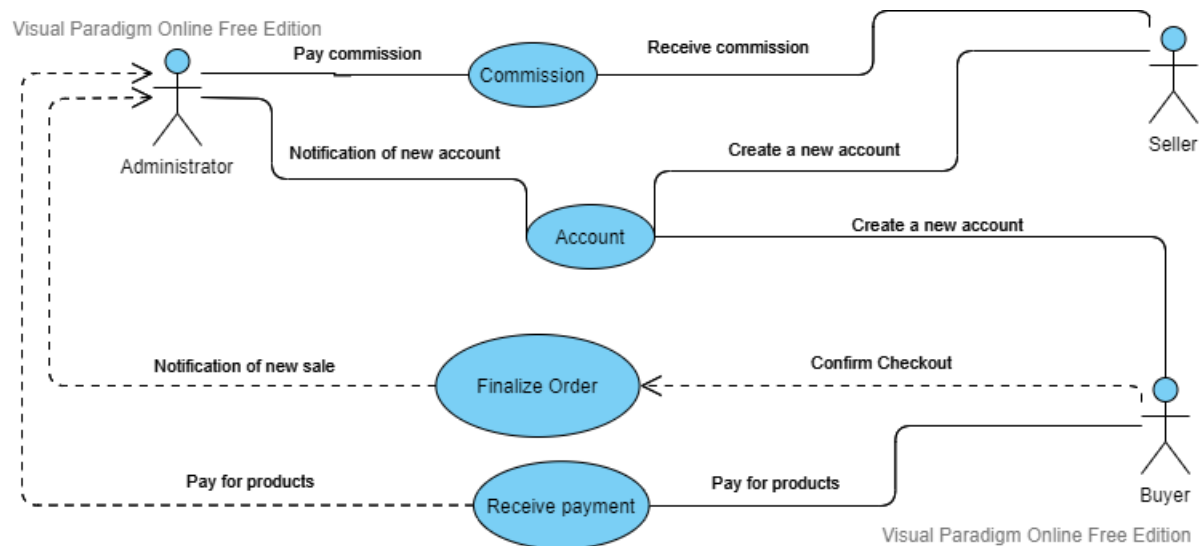 Visual Paradigm Online Free Edition
Pay commission
Receive commission
Commission
Administrator
Seller
Notification of new account
Create a new account
Account
Create a new account
Notification of new sale
Finalize Order
Confirm Checkout
Pay for products
Receive payment
Pay for products
Buyer
Visual Paradigm Online Free Edition